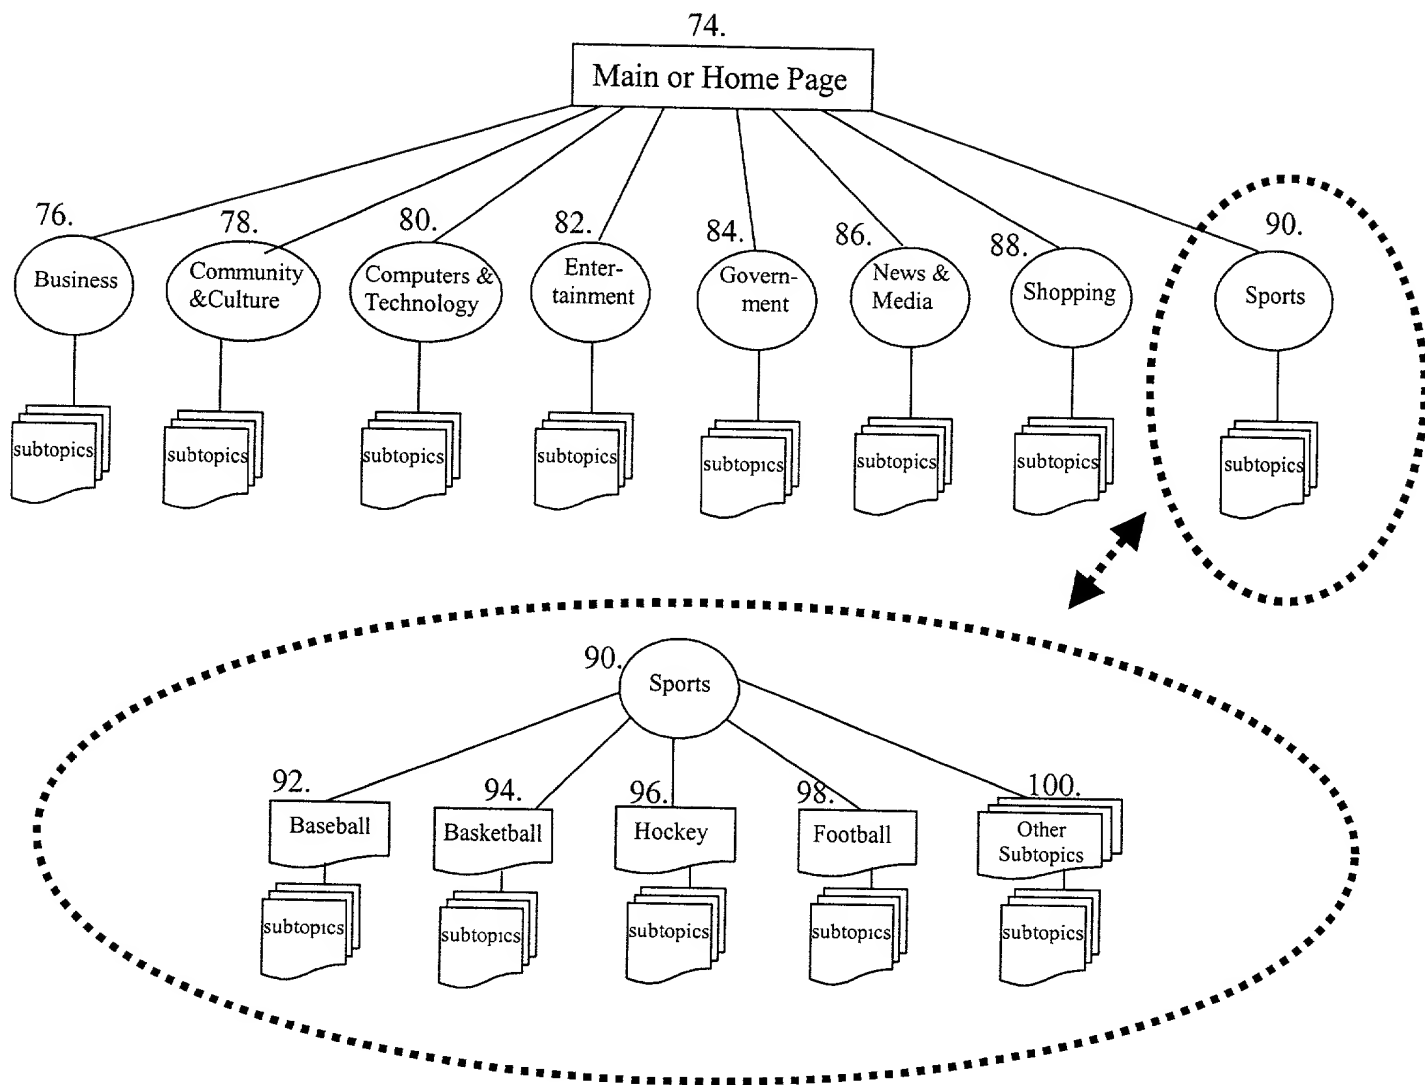 74.
Main or Home Page
76.
78.
80.
82.
84.
86.
88.
90.
Business
Community
&Culture
Computers &
Technology
Enter-
tainment
Govern-
ment
News &
Media
Shopping
Sports
subtopics
subtopics
subtopics
subtopics
subtopics
subtopics
subtopics
subtopics
90.
Sports
92.
94.
96.
98.
100.
Baseball
Basketball
Hockey
Football
Other
Subtopics
subtopics
subtopics
subtopics
subtopics
subtopics